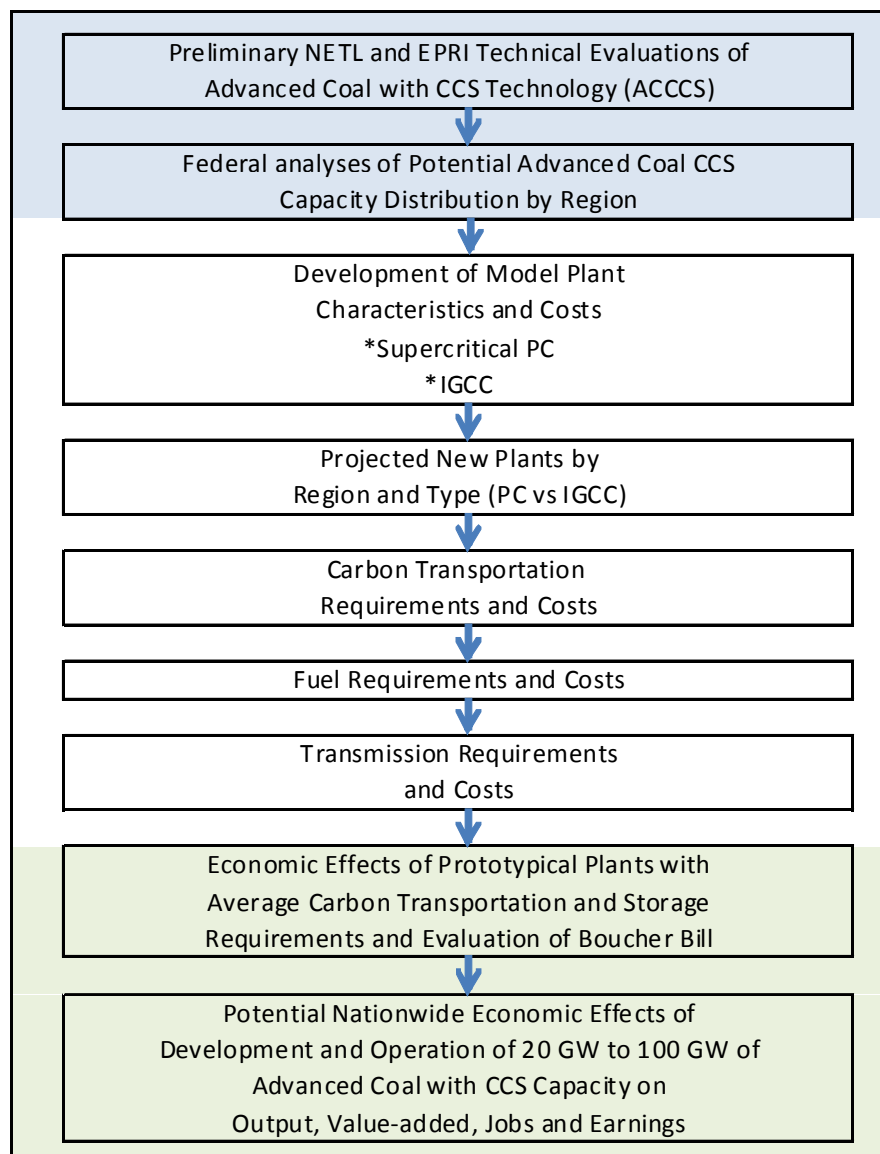 Preliminary NETL and EPRI Technical Evaluations of
Advanced Coal with CCS Technology (ACCCS)
Federal analyses of Potential Advanced Coal CCS
Capacity Distribution by Region
Development of Model Plant
Characteristics and Costs
*Supercritical PC
*IGCC
Projected New Plants by
Region and Type (PC vs IGCC)
Carbon Transportation
Requirements and Costs
Fuel Requirements and Costs
Transmission Requirements
and Costs
Economic Effects of Prototypical Plants with
Average Carbon Transportation and Storage
Requirements and Evaluation of Boucher Bill
Potential Nationwide Economic Effects of
Development and Operation of 20 GW to 100 GW of
Advanced Coal with CCS Capacity on
Output, Value-added, Jobs and Earnings